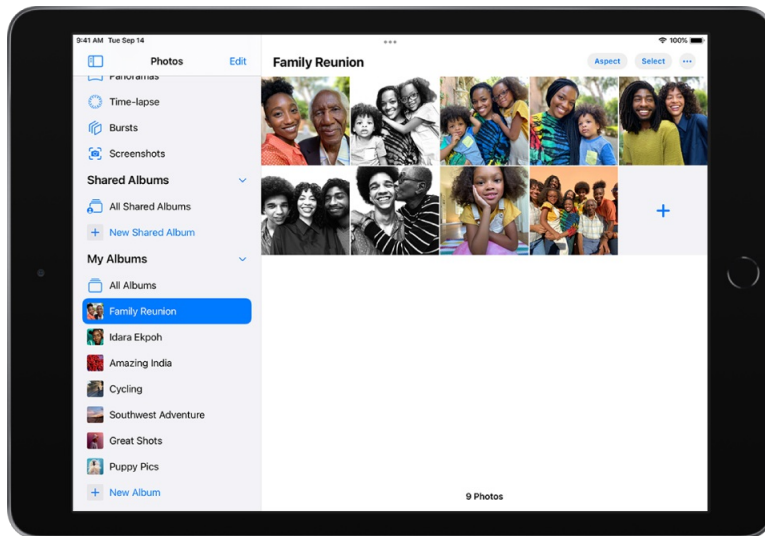 9:41 AM Tue Sep 14
100%
Photos
Edit
Panoramas
Time-lapse
Bursts
Screenshots
Shared Albums
All Shared Albums
New Shared Album
My Albums
All Albums
Family Reunion
Idara Ekpoh
Amazing India
Cycling
Southwest Adventure
Great Shots
Puppy Pics
New Album
Family Reunion
Aspect
Select
9 Photos